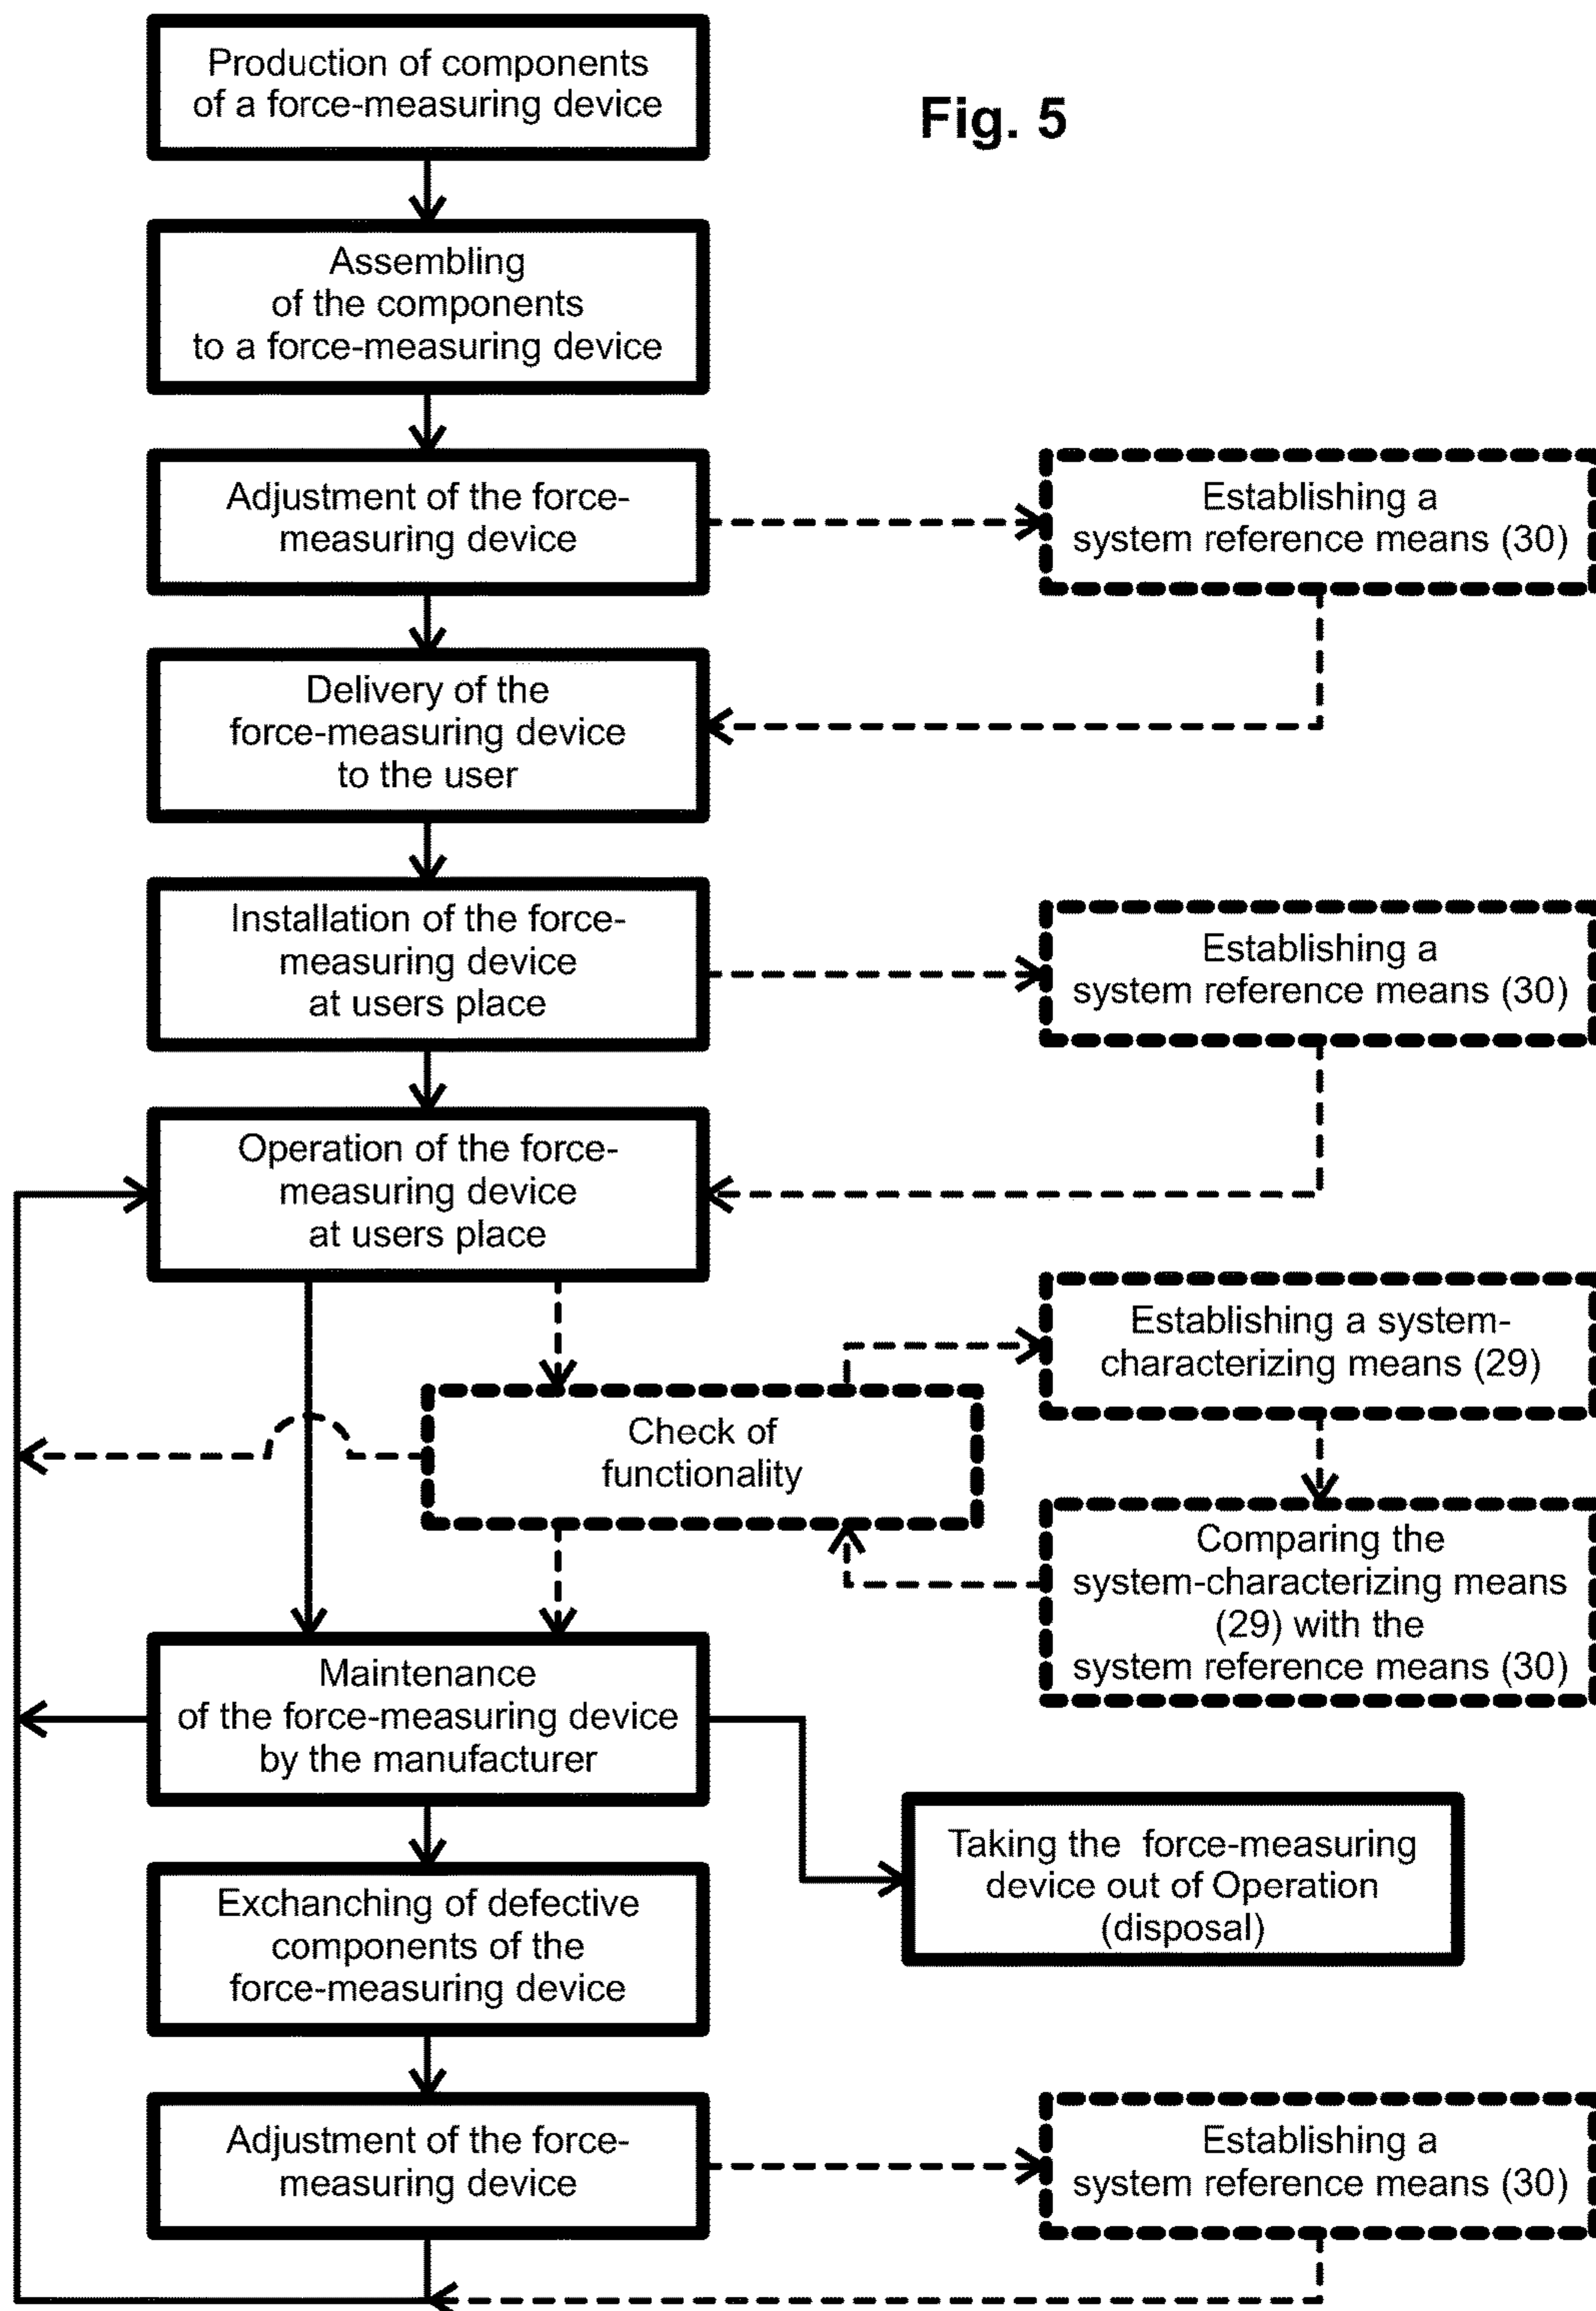 Production of components
of a force-measuring device
Fig. 5
Assembling
of the components
to a force-measuring device
Adjustment of the force-
measuring device
Establishing a
system reference means (30)
Delivery of the
force-measuring device
to the user
Installation of the force-
measuring device
at users place
Establishing a
system reference means (30)
Operation of the force-
measuring device
at users place
Establishing a system-
characterizing means (29)
Check of
functionality
Comparing the
system-characterizing means
(29) with the
system reference means (30)
Maintenance
of the force-measuring device
by the manufacturer
Taking the force-measuring
device out of Operation
(disposal)
Exchanching of defective
components of the
force-measuring device
Adjustment of the force-
measuring device
Establishing a
system reference means (30)